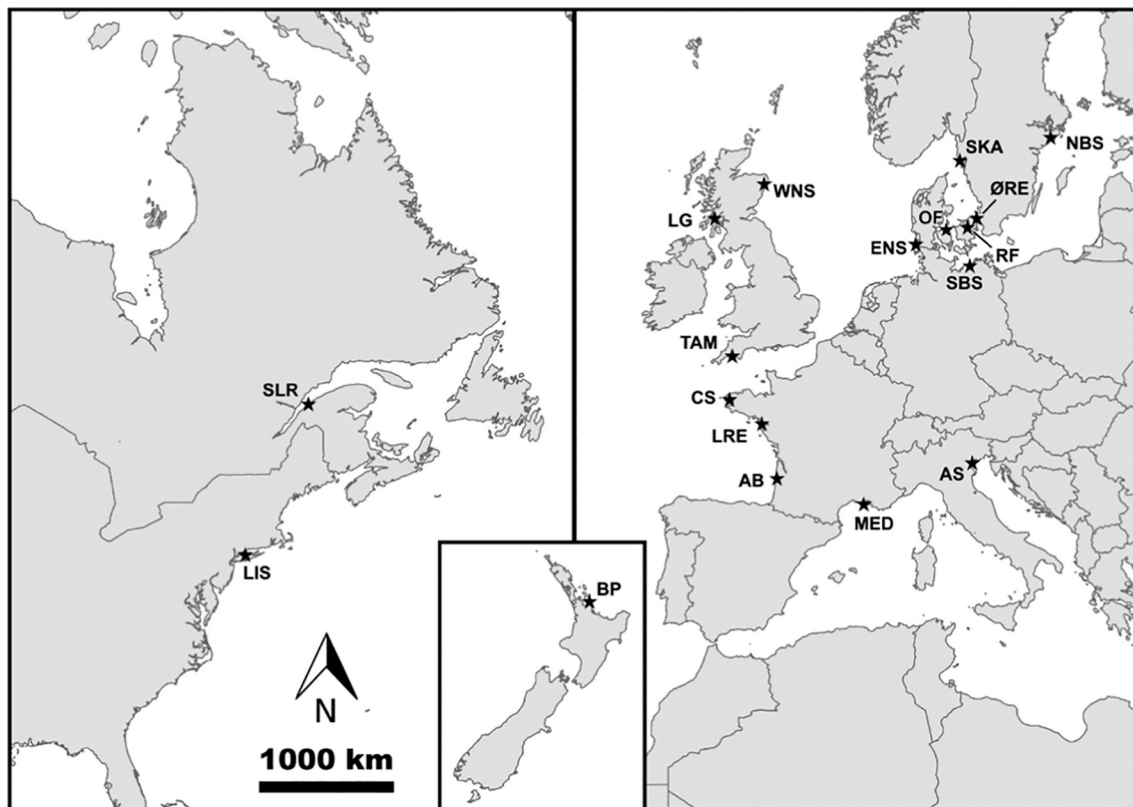 SLR
LIS
N
1000 km
BP
SKA
NBS
WNS
ØRE
LG
OF
ENS
RF
SBS
TAM
CS
LRE
AB
AS
MED